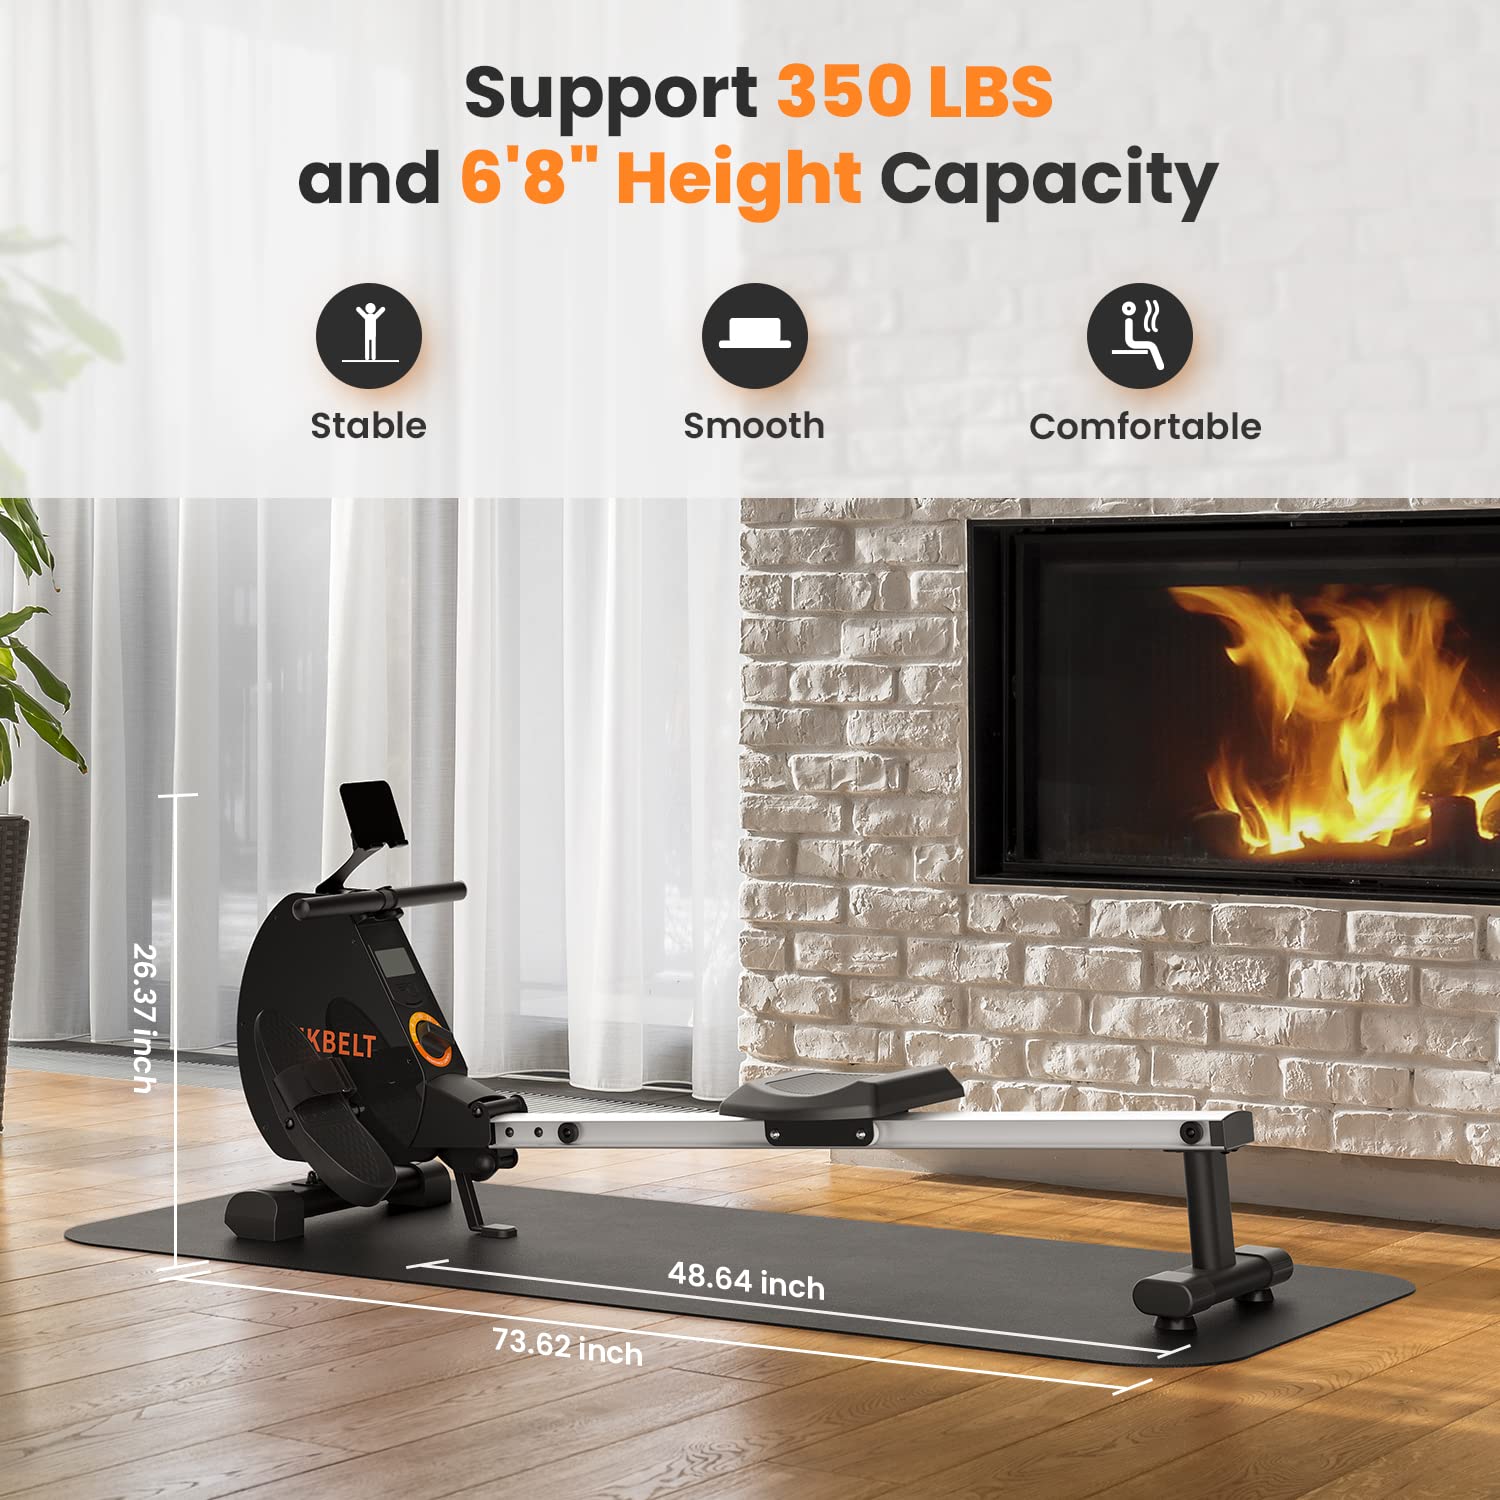 Support 350 LBS
and 6'8" Height Capacity
Stable
Smooth
Comfortable
26.37 inch
KBELT
48.64 inch
73.62 inch